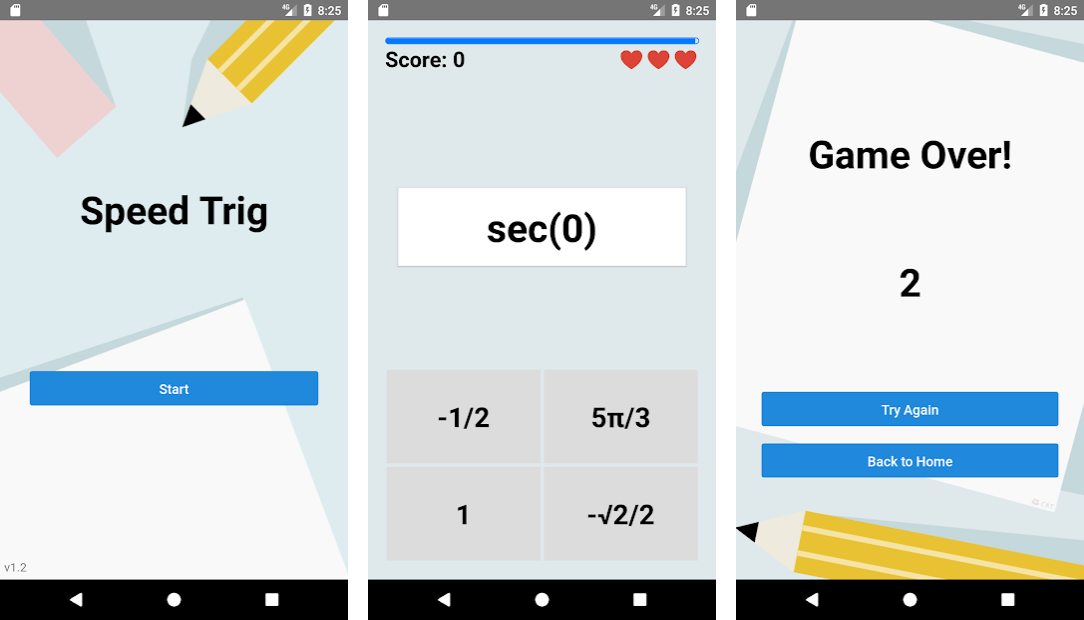 4G 8:25
Speed Trig
Start
v1.2
4G 8:25
Score: 0
sec(0)
-1/2 5π/3
1 -√2/2
4G 8:25
Game Over!
2
Try Again
Back to Home